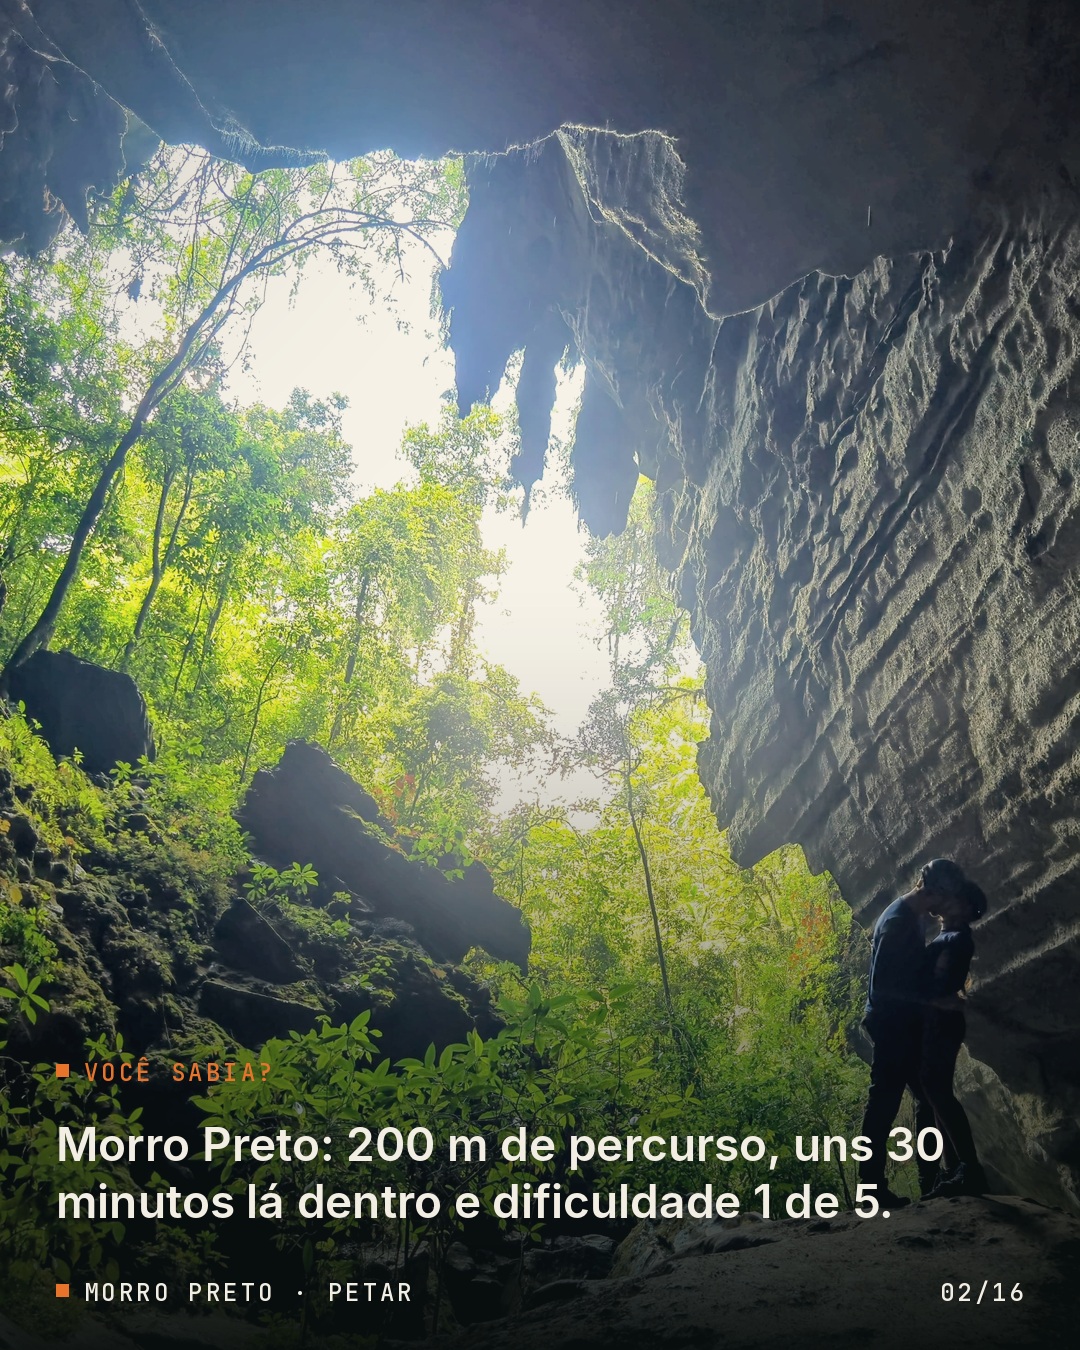 VOCÊ SABIA?
Morro Preto: 200 m de percurso, uns 30
minutos lá dentro e dificuldade 1 de 5.
MORRO PRETO · PETAR
02/16